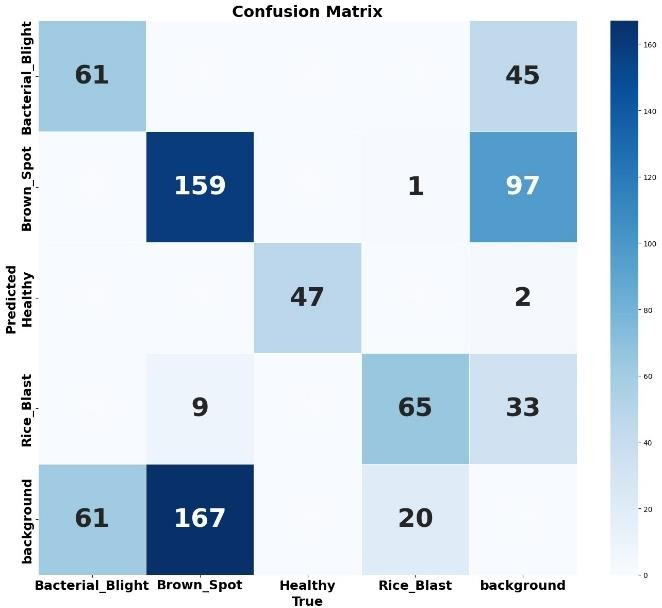 Confusion Matrix
Bacterial_Blight
61
45
Brown_Spot
159
1
97
Predicted
Healthy
47
2
Rice_Blast
9
65
33
background
61
167
20
Bacterial_Blight
Brown_Spot
Healthy
Rice_Blast
background
True
160
140
120
100
80
60
40
20
0